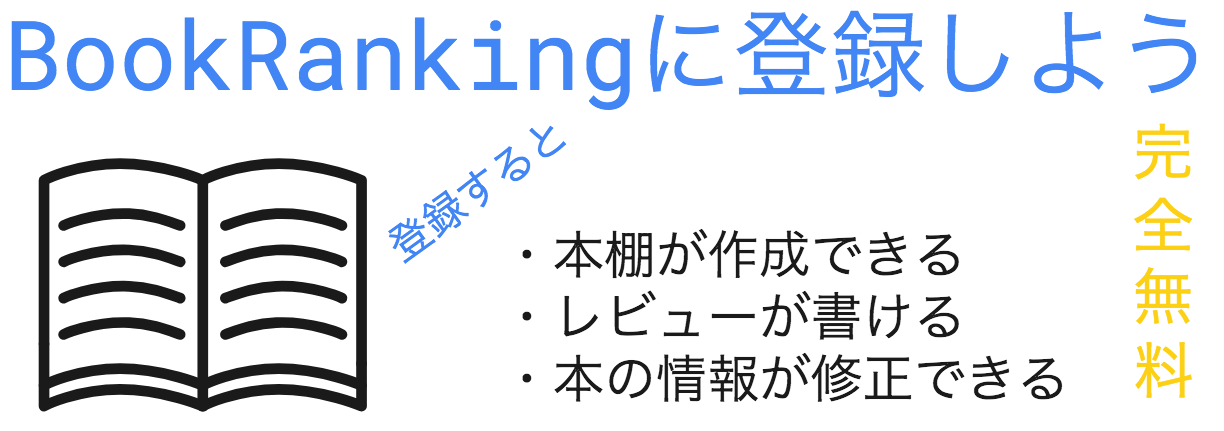 BookRankingに登録しよう
登録すると
・本棚が作成できる
・レビューが書ける
・本の情報が修正できる
完全無料